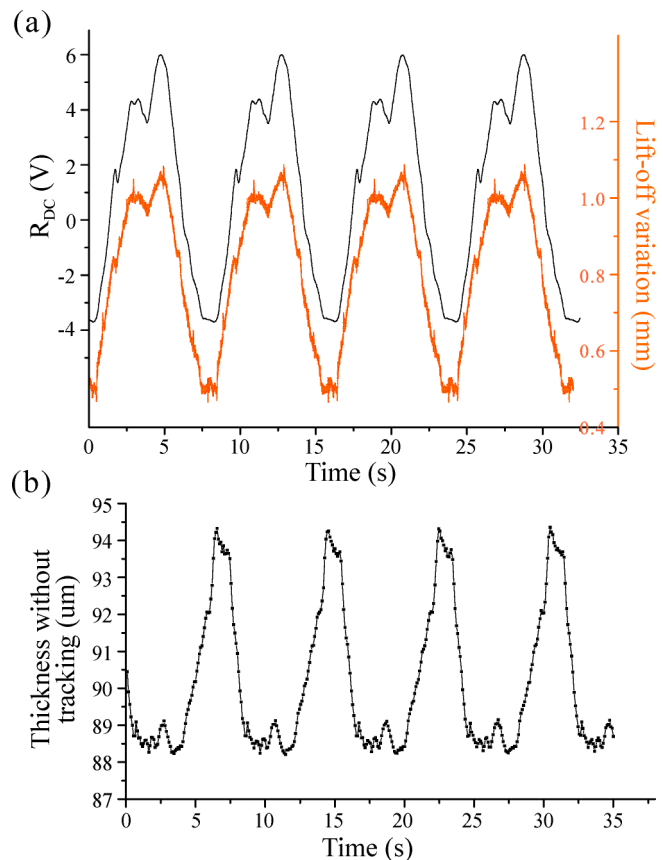 (a)
6
4
2
0
-2
-4
R_DC (V)
1.2
1.0
0.8
0.6
0.4
Lift-off variation (mm)
0 5 10 15 20 25 30 35
Time (s)
(b)
95
94
93
92
91
90
89
88
87
Thickness without
tracking (um)
0 5 10 15 20 25 30 35
Time (s)